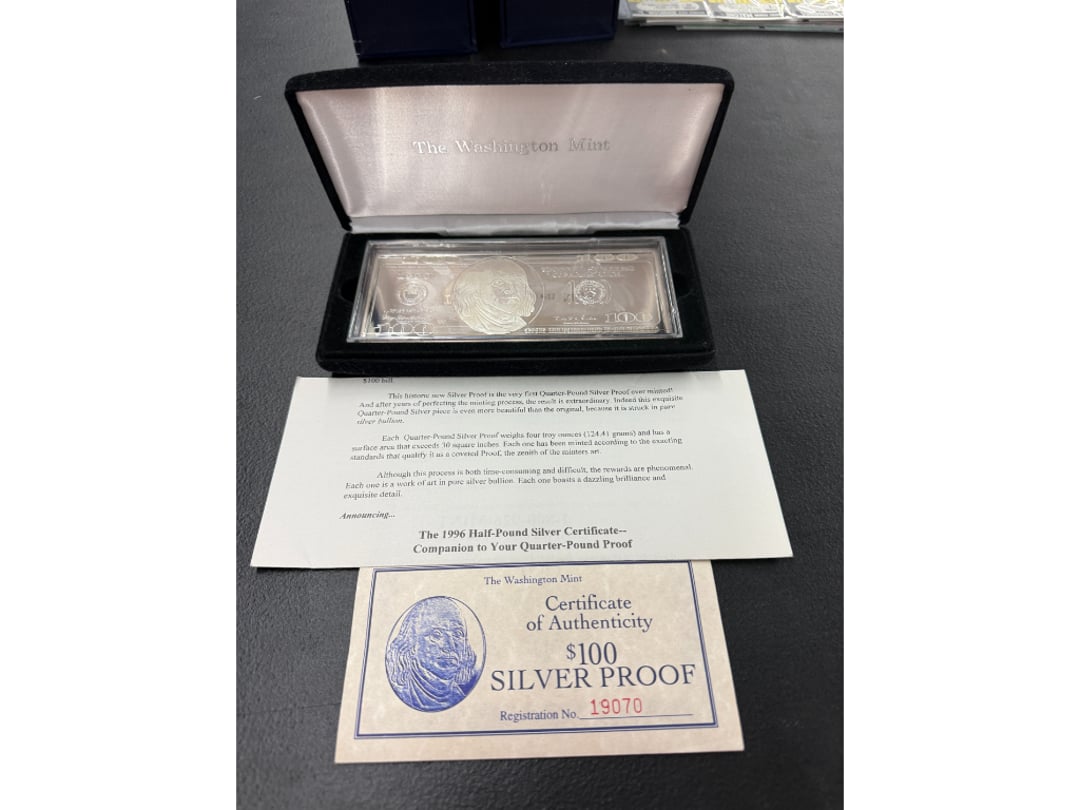 The Washington Mint
100
100
100
$100 bill.
This historic new Silver Proof is the very first Quarter-Pound Silver Proof ever minted!
And after years of perfecting the minting process, the result is extraordinary. Indeed this exquisite
Quarter-Pound Silver piece is even more beautiful than the original, because it is struck in pure
silver bullion.
Each Quarter-Pound Silver Proof weighs four troy ounces (124.41 grams) and has a
surface area that exceeds 30 square inches. Each one has been minted according to the exacting
standards that qualify it as a coveted Proof, the zenith of the minters art.
Although this process is both time-consuming and difficult, the rewards are phenomenal.
Each one is a work of art in pure silver bullion. Each one boasts a dazzling brilliance and
exquisite detail.
Announcing...
The 1996 Half-Pound Silver Certificate--
Companion to Your Quarter-Pound Proof
The Washington Mint
Certificate
of Authenticity
$100
SILVER PROOF
Registration No. 19070